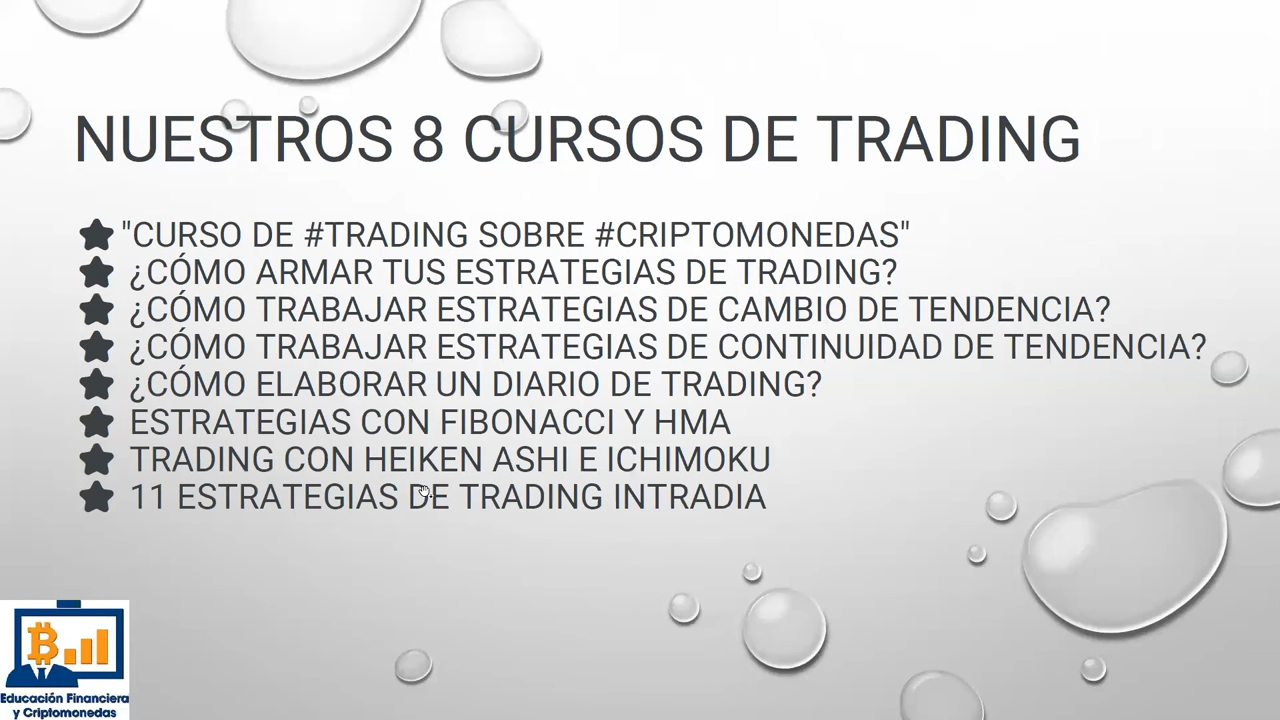 NUESTROS 8 CURSOS DE TRADING
"CURSO DE #TRADING SOBRE #CRIPTOMONEDAS"
¿CÓMO ARMAR TUS ESTRATEGIAS DE TRADING?
¿CÓMO TRABAJAR ESTRATEGIAS DE CAMBIO DE TENDENCIA?
¿CÓMO TRABAJAR ESTRATEGIAS DE CONTINUIDAD DE TENDENCIA?
¿CÓMO ELABORAR UN DIARIO DE TRADING?
ESTRATEGIAS CON FIBONACCI Y HMA
TRADING CON HEIKEN ASHI E ICHIMOKU
11 ESTRATEGIAS DE TRADING INTRADIA
Educación Financiera
y Criptomonedas